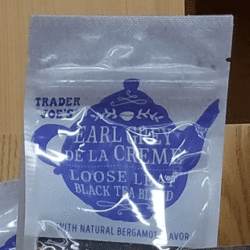 TRADER
JOE'S
EARL GREY
DE LA CREME
LOOSE LEAF
BLACK TEA BLEND
WITH NATURAL BERGAMOT FLAVOR